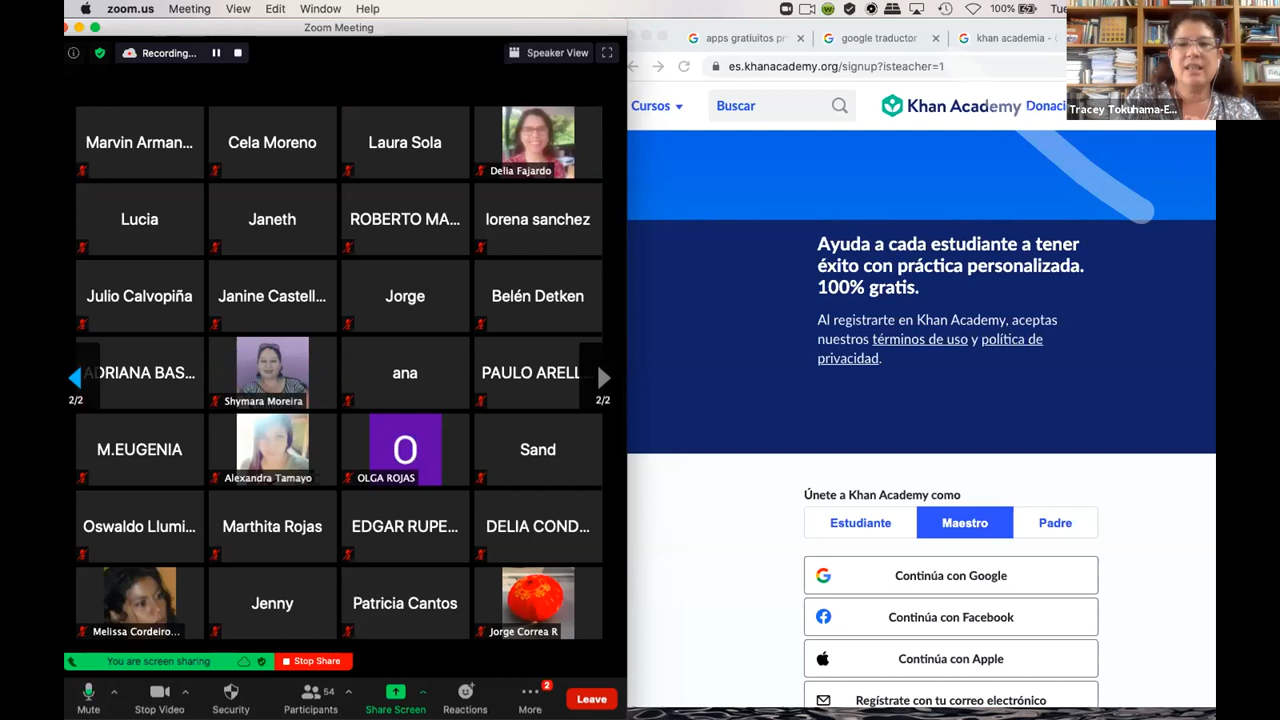 zoom.us Meeting View Edit Window Help
100%
Zoom Meeting
Recording...
Speaker View
Marvin Arman...
Cela Moreno
Laura Sola
Delia Fajardo
Lucia
Janeth
ROBERTO MA...
lorena sanchez
Julio Calvopiña
Janine Castell...
Jorge
Belén Detken
ADRIANA BAS...
Shymara Moreira
ana
PAULO ARELL
2/2
2/2
M.EUGENIA
Alexandra Tamayo
O
OLGA ROJAS
Sand
Oswaldo Llumi...
Marthita Rojas
EDGAR RUPE...
DELIA COND...
Melissa Cordeiro...
Jenny
Patricia Cantos
Jorge Correa R
You are screen sharing
Stop Share
Mute
Stop Video
Security
54
Participants
Share Screen
Reactions
2
More
Leave
apps gratiuitos pr
google traductor
khan academia -
es.khanacademy.org/signup?isteacher=1
Cursos
Buscar
Khan Academy
Donaci
Tracey Tokuhama-E...
Ayuda a cada estudiante a tener
éxito con práctica personalizada.
100% gratis.
Al registrarte en Khan Academy, aceptas
nuestros términos de uso y política de
privacidad.
Únete a Khan Academy como
Estudiante
Maestro
Padre
Continúa con Google
Continúa con Facebook
Continúa con Apple
Regístrate con tu correo electrónico